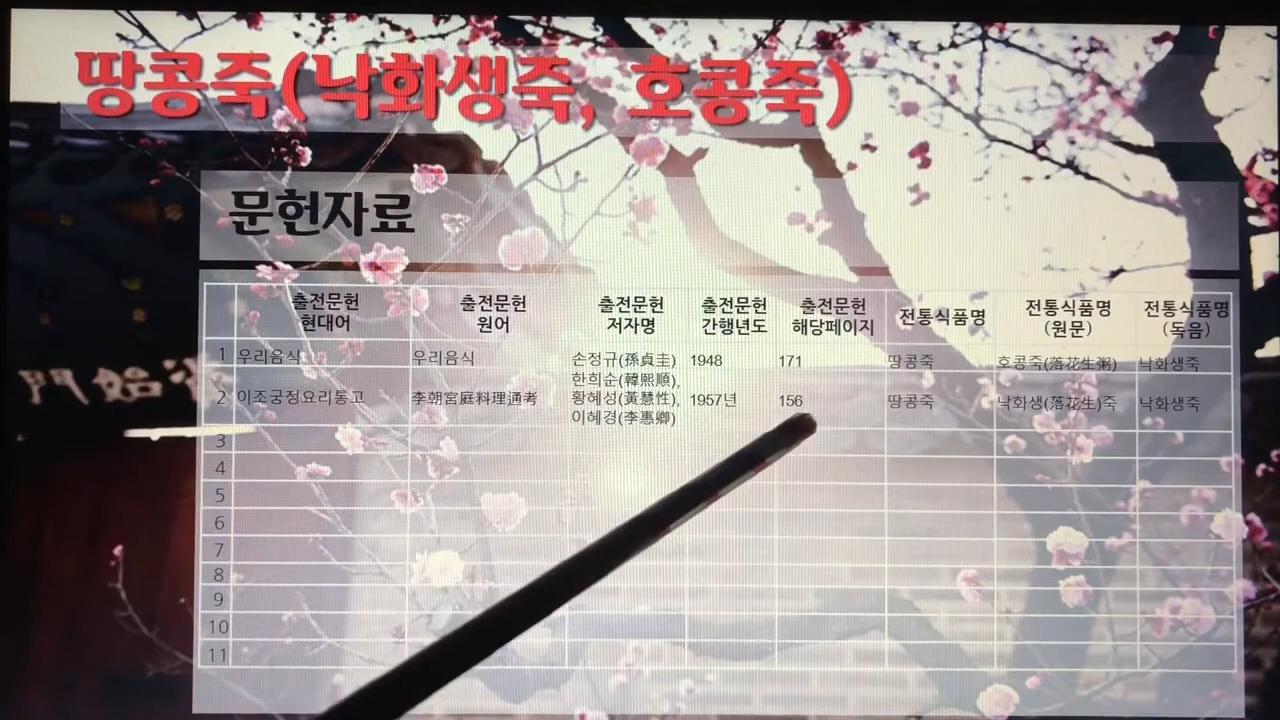 땅콩죽(낙화생죽, 호콩죽)
문헌자료
출전문헌 현대어 출전문헌 원어 출전문헌 저자명 출전문헌 간행년도 출전문헌 해당페이지 전통식품명 전통식품명 (원문) 전통식품명 (독음)
1 우리음식 우리음식 손정규(孫貞圭) 1948 171 땅콩죽 호콩죽(落花生粥) 낙화생죽
2 이조궁정요리통고 李朝宮庭料理通考 한희순(韓熙順), 황혜성(黃慧性), 이혜경(李惠卿) 1957년 156 땅콩죽 낙화생(落花生)죽 낙화생죽
3
4
5
6
7
8
9
10
11
門始